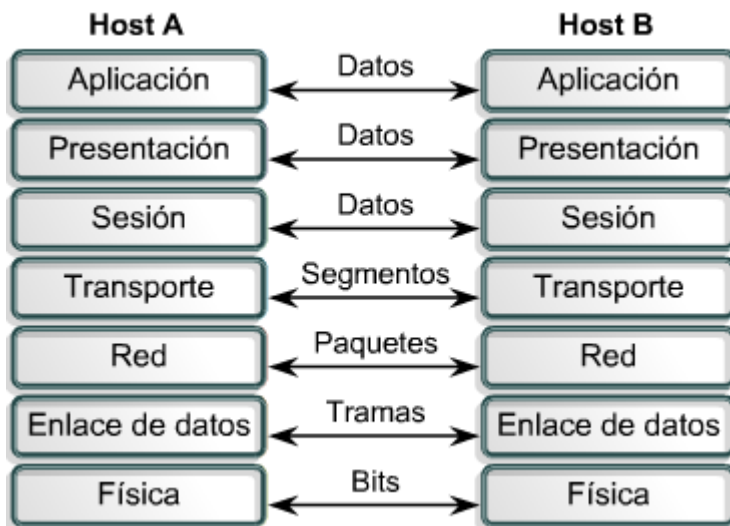 Host A Host B
Aplicación Datos Aplicación
Presentación Datos Presentación
Sesión Datos Sesión
Transporte Segmentos Transporte
Red Paquetes Red
Enlace de datos Tramas Enlace de datos
Física Bits Física